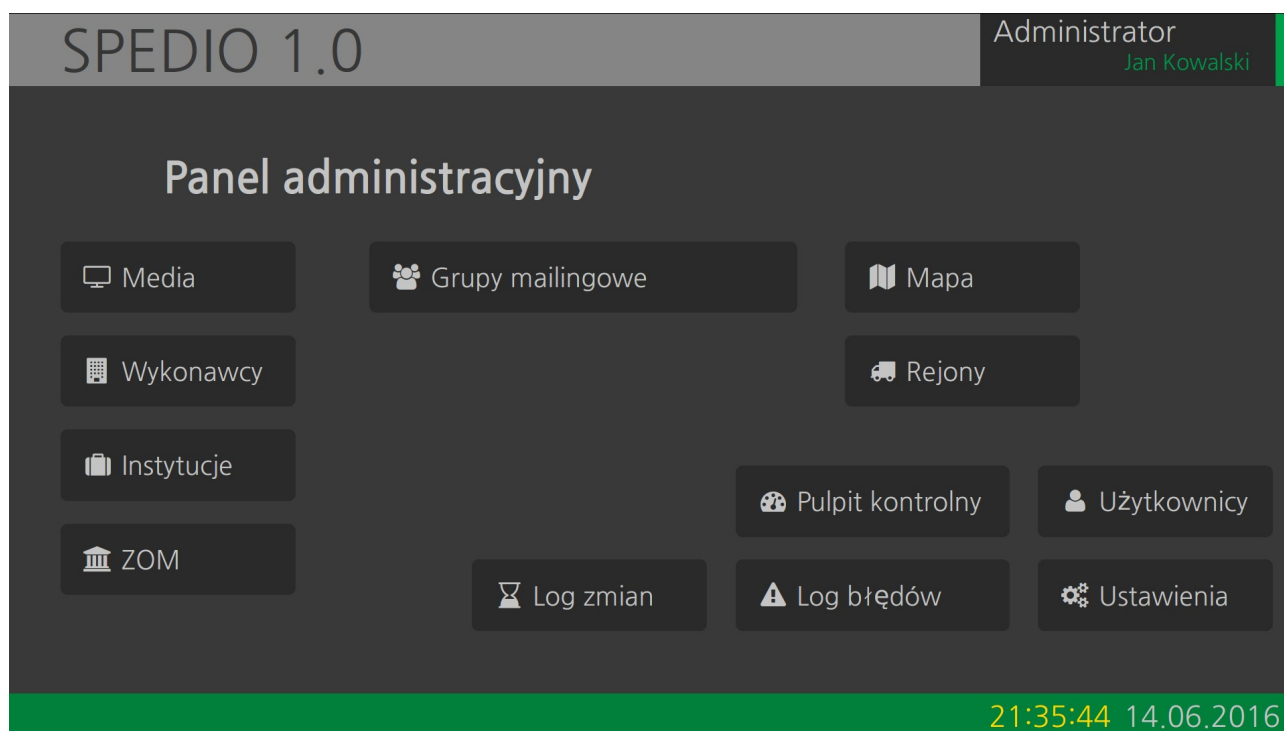 SPEDIO 1.0
Administrator
Jan Kowalski
Panel administracyjny
Media
Grupy mailingowe
Mapa
Wykonawcy
Rejony
Instytucje
Pulpit kontrolny
Użytkownicy
ZOM
Log zmian
Log błędów
Ustawienia
21:35:44 14.06.2016